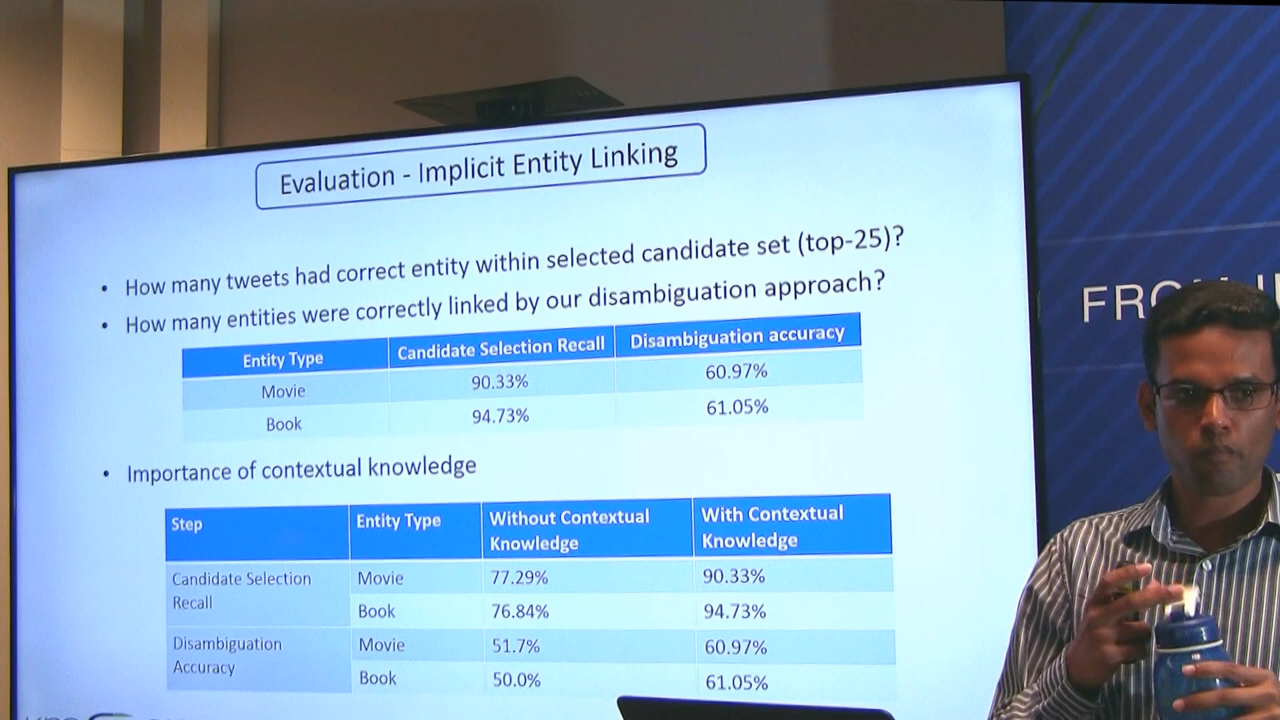 Evaluation - Implicit Entity Linking
• How many tweets had correct entity within selected candidate set (top-25)?
• How many entities were correctly linked by our disambiguation approach?
Entity Type Candidate Selection Recall Disambiguation accuracy
Movie 90.33% 60.97%
Book 94.73% 61.05%
• Importance of contextual knowledge
Step Entity Type Without Contextual Knowledge With Contextual Knowledge
Candidate Selection Recall Movie 77.29% 90.33%
Book 76.84% 94.73%
Disambiguation Accuracy Movie 51.7% 60.97%
Book 50.0% 61.05%